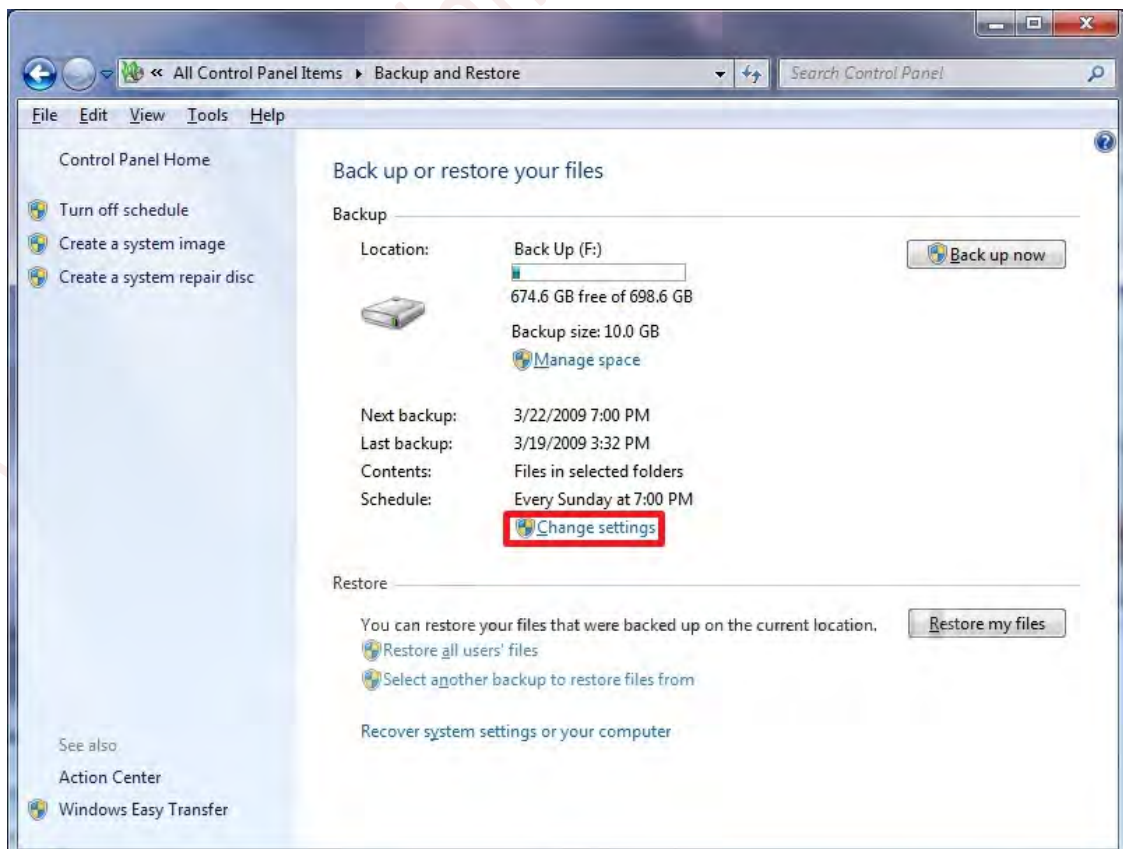 « All Control Panel Items ▸ Backup and Restore
Search Control Panel
File Edit View Tools Help
Control Panel Home
Turn off schedule
Create a system image
Create a system repair disc
See also
Action Center
Windows Easy Transfer
Back up or restore your files
Backup
Location: Back Up (F:)
Back up now
674.6 GB free of 698.6 GB
Backup size: 10.0 GB
Manage space
Next backup: 3/22/2009 7:00 PM
Last backup: 3/19/2009 3:32 PM
Contents: Files in selected folders
Schedule: Every Sunday at 7:00 PM
Change settings
Restore
You can restore your files that were backed up on the current location.
Restore my files
Restore all users' files
Select another backup to restore files from
Recover system settings or your computer